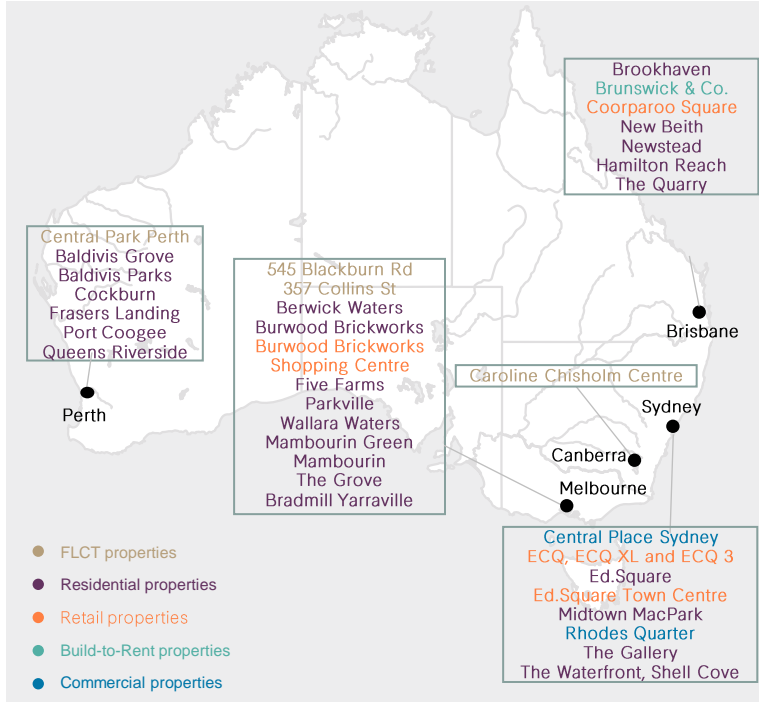 Brookhaven
Brunswick & Co.
Coorparoo Square
New Beith
Newstead
Hamilton Reach
The Quarry
Central Park Perth
Baldivis Grove
Baldivis Parks
Cockburn
Frasers Landing
Port Coogee
Queens Riverside
Perth
545 Blackburn Rd
357 Collins St
Berwick Waters
Burwood Brickworks
Burwood Brickworks
Shopping Centre
Five Farms
Parkville
Wallara Waters
Mambourin Green
Mambourin
The Grove
Bradmill Yarraville
Brisbane
Caroline Chisholm Centre
Sydney
Canberra
Melbourne
Central Place Sydney
ECQ, ECQ XL and ECQ 3
Ed.Square
Ed.Square Town Centre
Midtown MacPark
Rhodes Quarter
The Gallery
The Waterfront, Shell Cove
FLCT properties
Residential properties
Retail properties
Build-to-Rent properties
Commercial properties